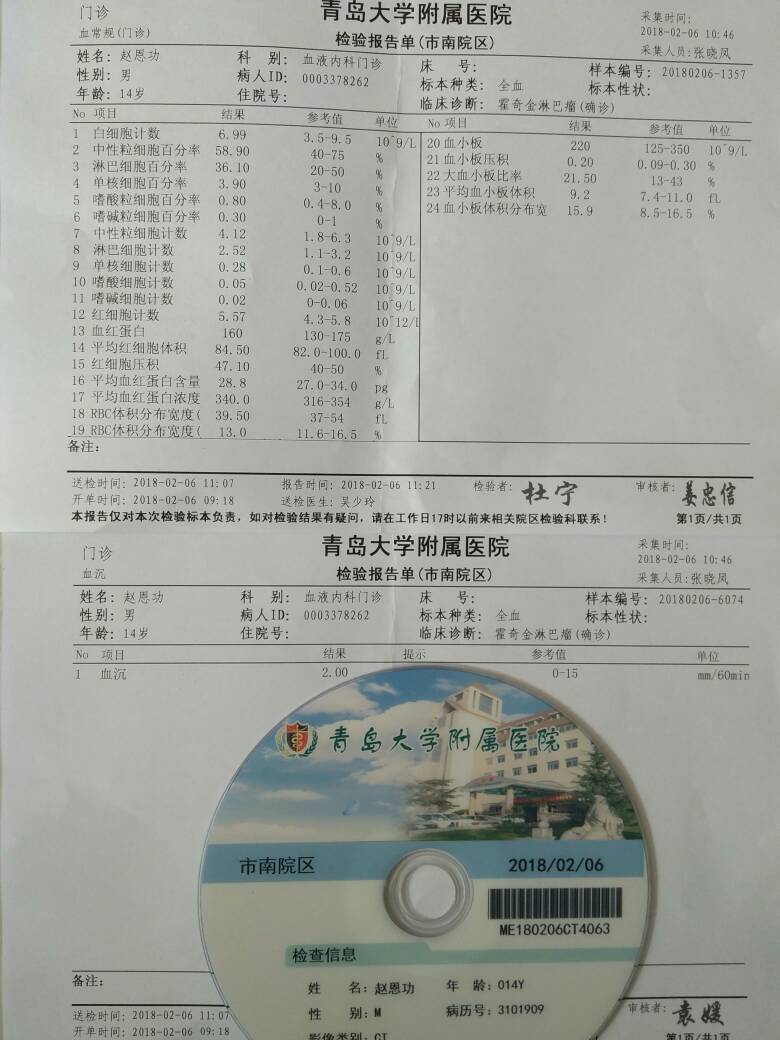 门诊
青岛大学附属医院
采集时间:
血常规(门诊)
检验报告单(市南院区)
2018-02-06 10:46
采集人员:张晓凤
姓名: 赵恩功 科 别: 血液内科门诊 床 号: 样本编号: 20180206-1357
性别: 男 病人ID: 0003378262 标本种类: 全血 标本性状:
年龄: 14岁 住院号: 临床诊断: 霍奇金淋巴瘤(确诊)
No 项目 结果 参考值 单位
1 白细胞计数 6.99 3.5-9.5 10^9/L
2 中性粒细胞百分率 58.90 40-75 %
3 淋巴细胞百分率 36.10 20-50 %
4 单核细胞百分率 3.90 3-10 %
5 嗜酸粒细胞百分率 0.80 0.4-8.0 %
6 嗜碱粒细胞百分率 0.30 0-1 %
7 中性粒细胞计数 4.12 1.8-6.3 10^9/L
8 淋巴细胞计数 2.52 1.1-3.2 10^9/L
9 单核细胞计数 0.28 0.1-0.6 10^9/L
10 嗜酸细胞计数 0.05 0.02-0.52 10^9/L
11 嗜碱细胞计数 0.02 0-0.06 10^9/L
12 红细胞计数 5.57 4.3-5.8 10^12/L
13 血红蛋白 160 130-175 g/L
14 平均红细胞体积 84.50 82.0-100.0 fL
15 红细胞压积 47.10 40-50 %
16 平均血红蛋白含量 28.8 27.0-34.0 pg
17 平均血红蛋白浓度 340.0 316-354 g/L
18 RBC体积分布宽度( 39.50 37-54 fL
19 RBC体积分布宽度( 13.0 11.6-16.5 %
No 项目 结果 参考值 单位
20 血小板 220 125-350 10^9/L
21 血小板压积 0.20 0.09-0.30 %
22 大血小板比率 21.50 13-43 %
23 平均血小板体积 9.2 7.4-11.0 fL
24 血小板体积分布宽 15.9 8.5-16.5 %
备注:
送检时间: 2018-02-06 11:07 报告时间: 2018-02-06 11:21 检验者: 杜宁 审核者: 姜忠信
开单时间: 2018-02-06 09:18 送检医生: 吴少玲
本报告仅对本次检验标本负责，如对检验结果有疑问，请在工作日17时以前来相关院区检验科联系! 第1页/共1页
门诊
青岛大学附属医院
采集时间:
血沉
检验报告单(市南院区)
2018-02-06 10:46
采集人员:张晓凤
姓名: 赵恩功 科 别: 血液内科门诊 床 号: 样本编号: 20180206-6074
性别: 男 病人ID: 0003378262 标本种类: 全血 标本性状:
年龄: 14岁 住院号: 临床诊断: 霍奇金淋巴瘤(确诊)
No 项目 结果 提示 参考值 单位
1 血沉 2.00 0-15 mm/60min
青岛大学附属医院
市南院区 2018/02/06
ME180206CT4063
检查信息
姓 名: 赵恩功 年 龄: 014Y
性 别: M 病历号: 3101909
影像类别: CT
备注:
送检时间: 2018-02-06 11:07 审核者: 袁媛
开单时间: 2018-02-06 09:18
第1页/共1页